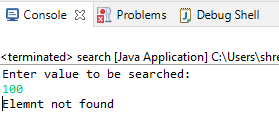 Console Problems Debug Shell
<terminated> search [Java Application] C:\Users\shre
Enter value to be searched:
100
Elemnt not found